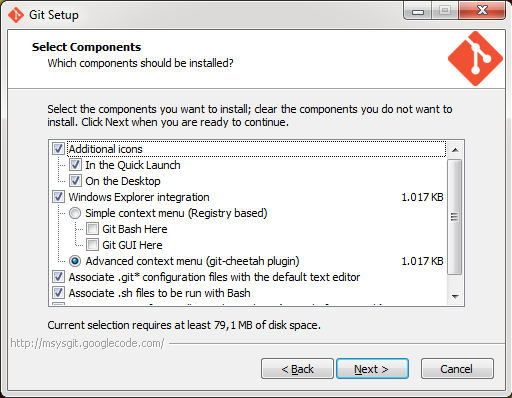 Git Setup
Select Components
Which components should be installed?
Select the components you want to install; clear the components you do not want to
install. Click Next when you are ready to continue.
Additional icons
In the Quick Launch
On the Desktop
Windows Explorer integration 1.017 KB
Simple context menu (Registry based)
Git Bash Here
Git GUI Here
Advanced context menu (git-cheetah plugin) 1.017 KB
Associate .git* configuration files with the default text editor
Associate .sh files to be run with Bash
Current selection requires at least 79,1 MB of disk space.
http://msysgit.googlecode.com/
< Back Next > Cancel